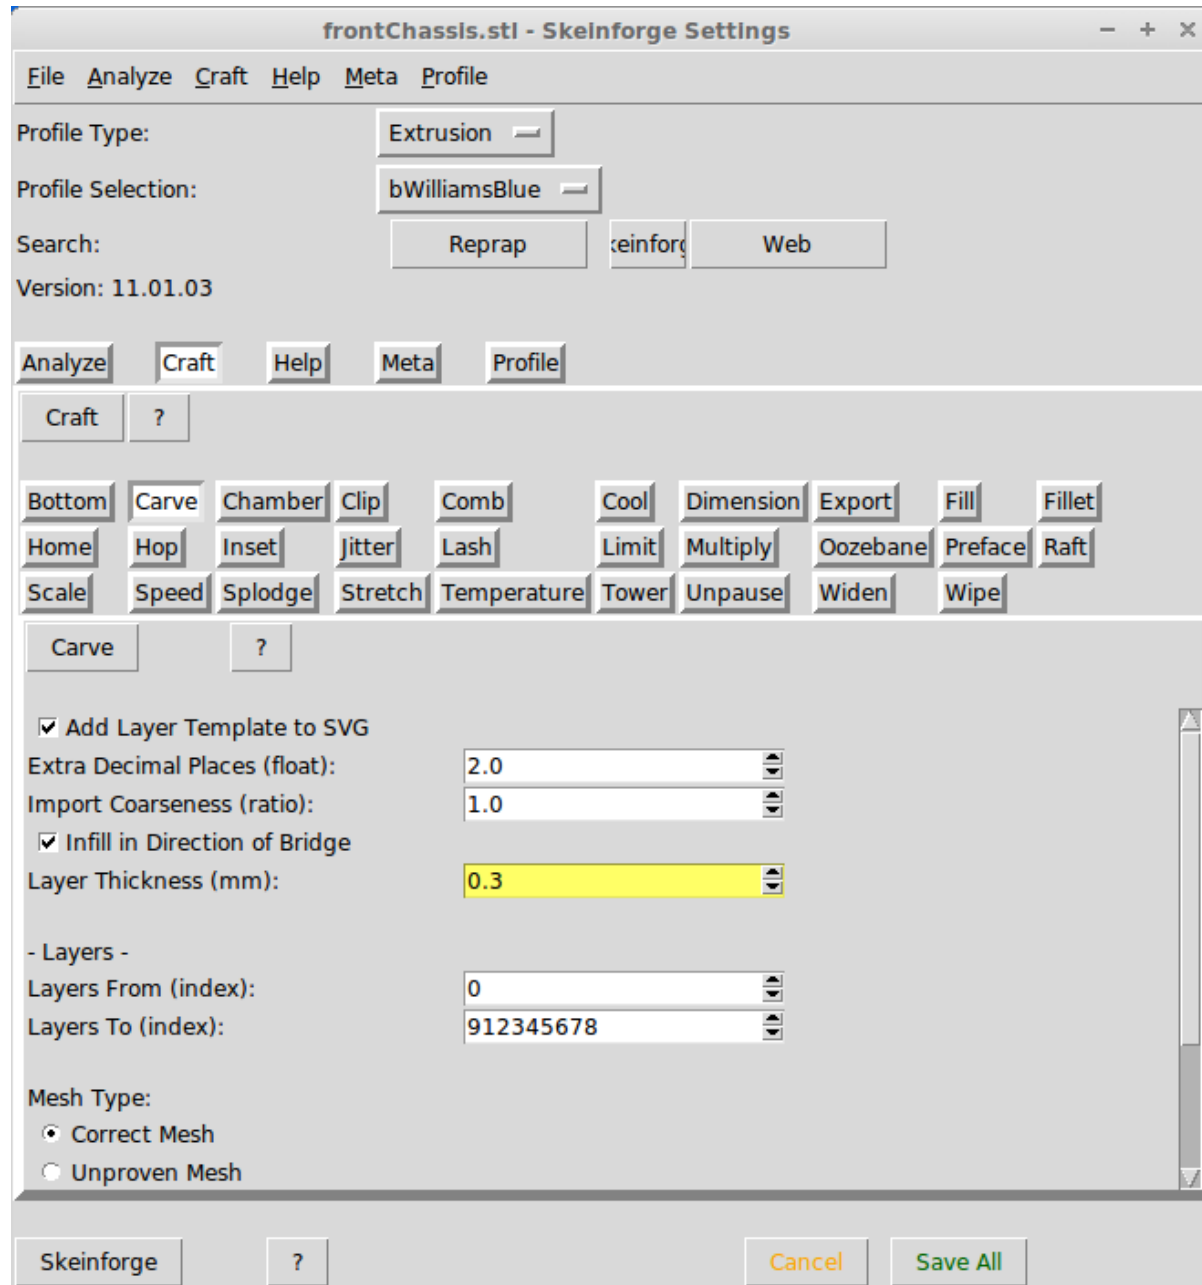 frontChassis.stl - Skeinforge Settings
File Analyze Craft Help Meta Profile
Profile Type: Extrusion
Profile Selection: bWilliamsBlue
Search: Reprap keinforg Web
Version: 11.01.03
Analyze Craft Help Meta Profile
Craft ?
Bottom Carve Chamber Clip Comb Cool Dimension Export Fill Fillet
Home Hop Inset Jitter Lash Limit Multiply Oozebane Preface Raft
Scale Speed Splodge Stretch Temperature Tower Unpause Widen Wipe
Carve ?
Add Layer Template to SVG
Extra Decimal Places (float): 2.0
Import Coarseness (ratio): 1.0
Infill in Direction of Bridge
Layer Thickness (mm): 0.3
- Layers -
Layers From (index): 0
Layers To (index): 912345678
Mesh Type:
Correct Mesh
Unproven Mesh
Skeinforge ? Cancel Save All